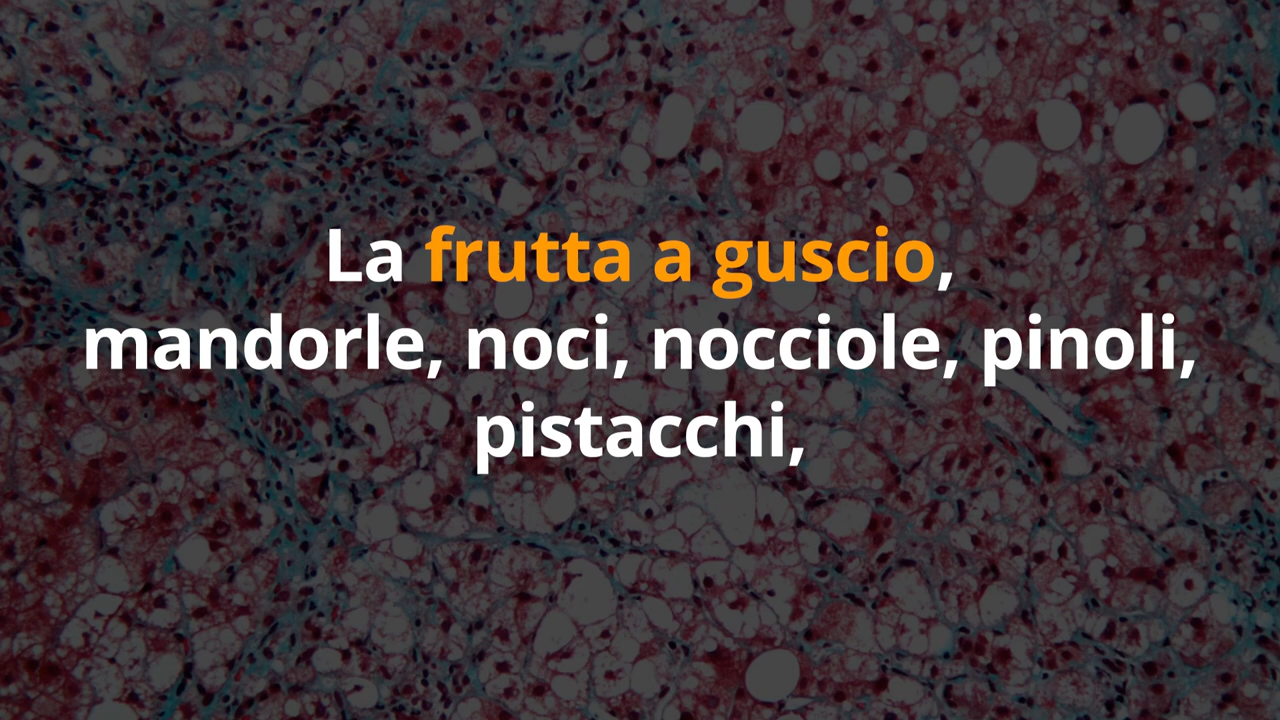 La frutta a guscio,
mandorle, noci, nocciole, pinoli,
pistacchi,